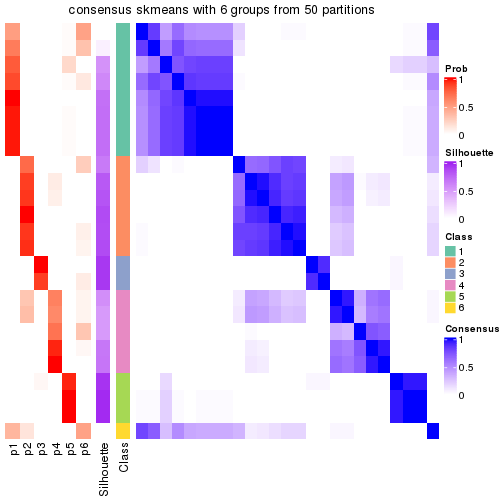 consensus skmeans with 6 groups from 50 partitions
Prob
1
0.5
0
Silhouette
1
0.5
0
Class
1
2
3
4
5
6
Consensus
1
0.5
0
p1
p2
p3
p4
p5
p6
Silhouette
Class